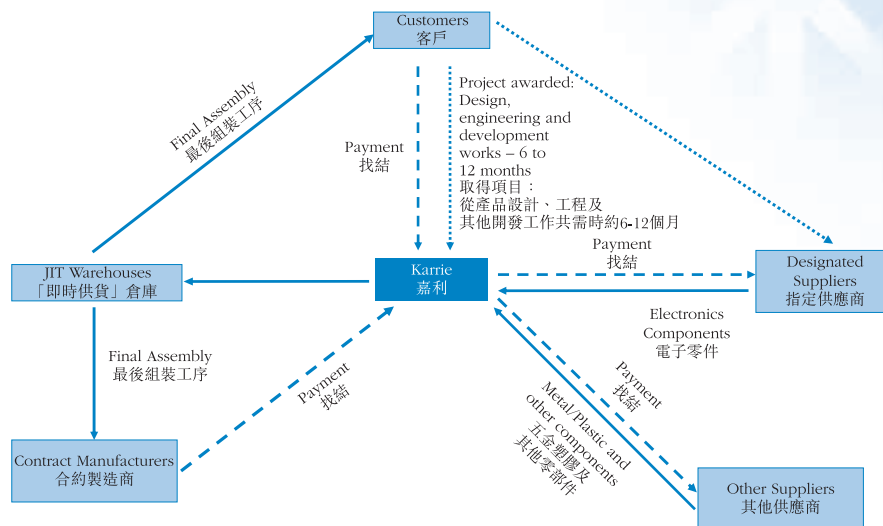 Customers
客戶
Final Assembly
最後組裝工序
Payment
找結
Project awarded:
Design,
engineering and
development
works – 6 to
12 months
取得項目：
從產品設計、工程及
其他開發工作共需時約6-12個月
JIT Warehouses
「即時供貨」倉庫
Karrie
嘉利
Payment
找結
Designated
Suppliers
指定供應商
Electronics
Components
電子零件
Final Assembly
最後組裝工序
Payment
找結
Payment
找結
Metal/Plastic and
other components
五金塑膠及
其他零部件
Contract Manufacturers
合約製造商
Other Suppliers
其他供應商